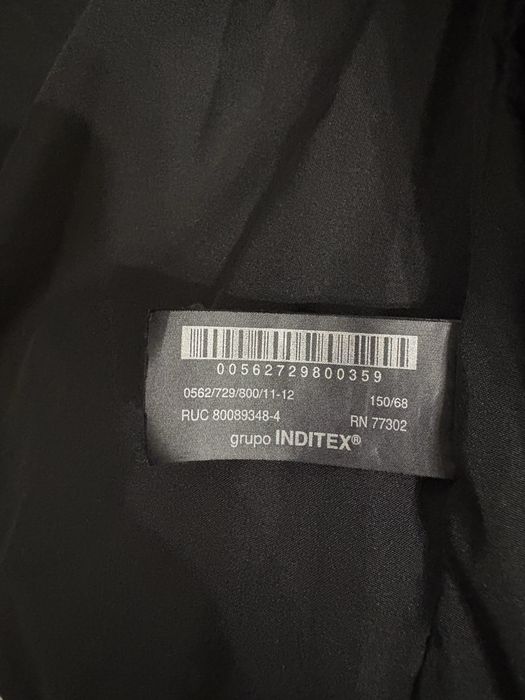 00562729800359
0562/729/800/11-12 150/68
RUC 80089348-4 RN 77302
grupo INDITEX®